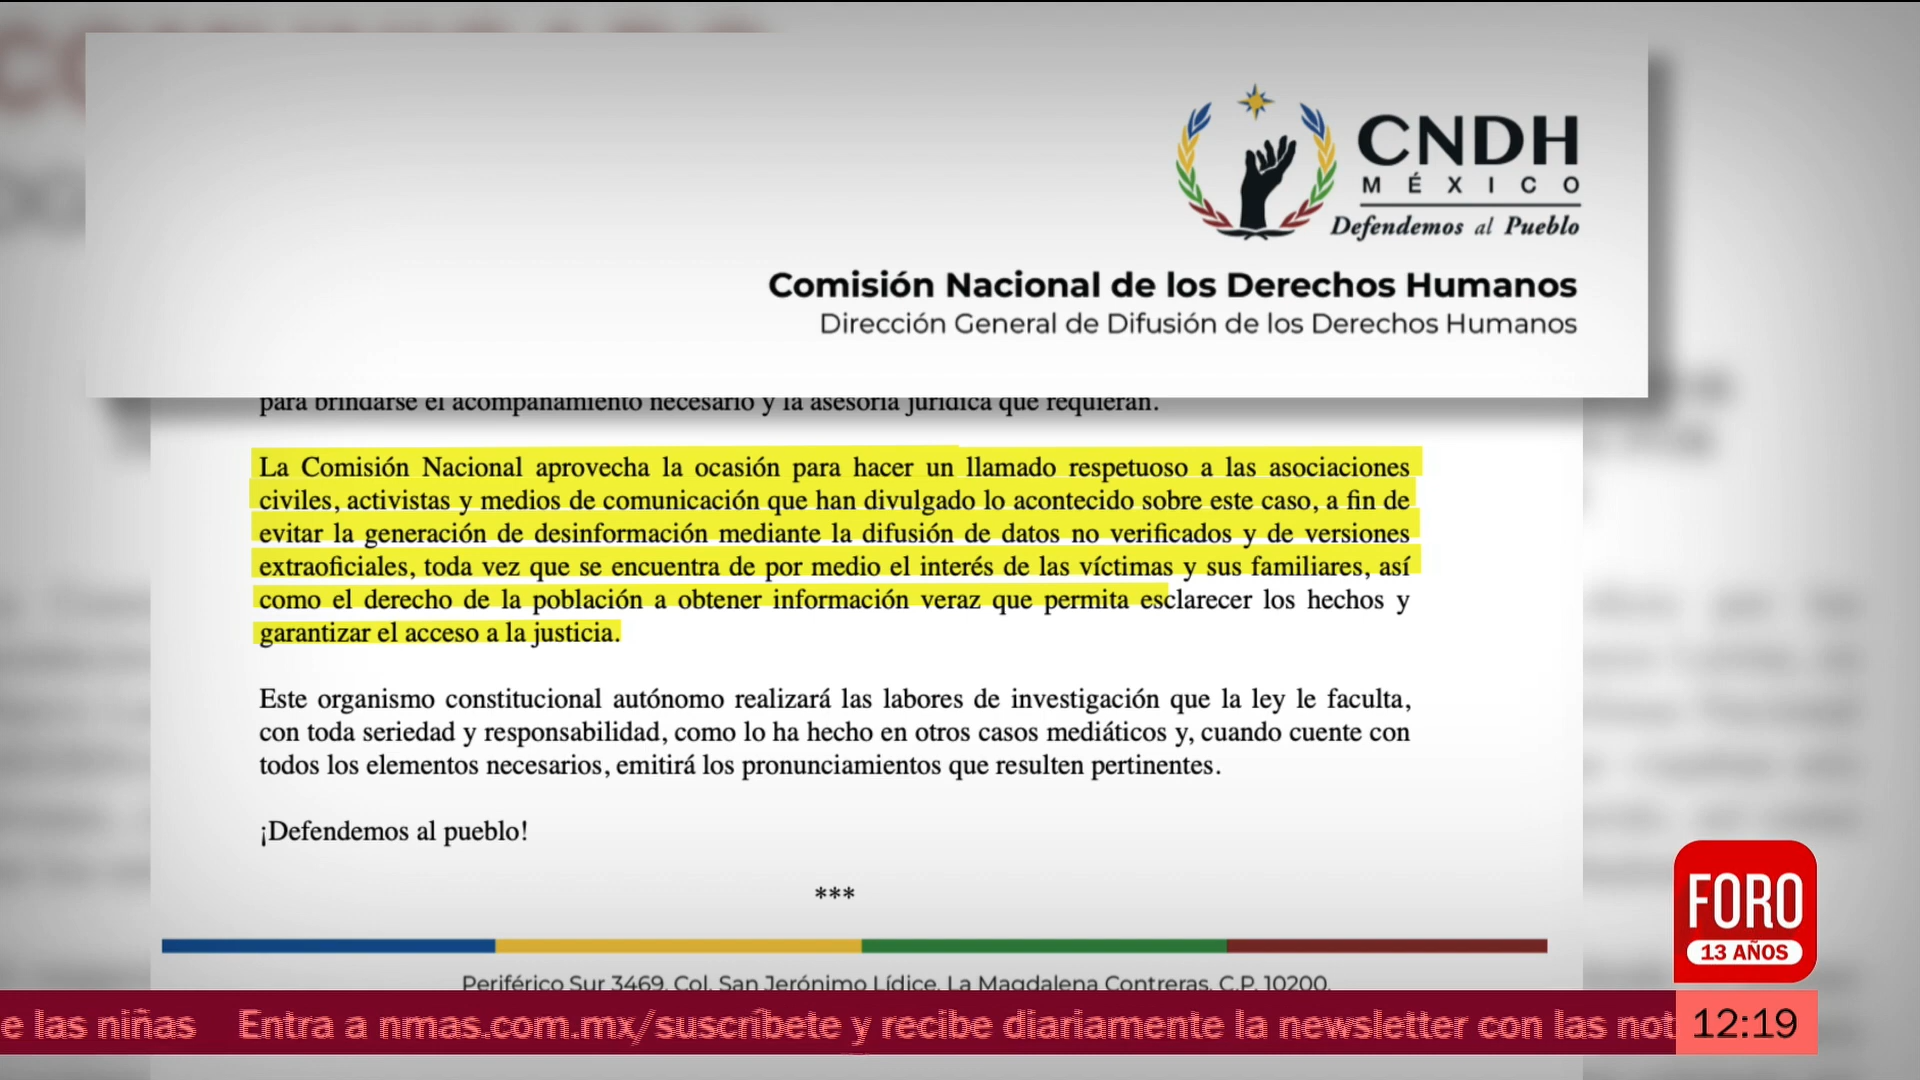 CNDH
MÉXICO
Defendemos al Pueblo
Comisión Nacional de los Derechos Humanos
Dirección General de Difusión de los Derechos Humanos
para brindarse el acompañamiento necesario y la asesoría jurídica que requieran.
La Comisión Nacional aprovecha la ocasión para hacer un llamado respetuoso a las asociaciones
civiles, activistas y medios de comunicación que han divulgado lo acontecido sobre este caso, a fin de
evitar la generación de desinformación mediante la difusión de datos no verificados y de versiones
extraoficiales, toda vez que se encuentra de por medio el interés de las víctimas y sus familiares, así
como el derecho de la población a obtener información veraz que permita esclarecer los hechos y
garantizar el acceso a la justicia.
Este organismo constitucional autónomo realizará las labores de investigación que la ley le faculta,
con toda seriedad y responsabilidad, como lo ha hecho en otros casos mediáticos y, cuando cuente con
todos los elementos necesarios, emitirá los pronunciamientos que resulten pertinentes.
¡Defendemos al pueblo!
***
Periférico Sur 3469, Col. San Jerónimo Lídice, La Magdalena Contreras, C.P. 10200,
FORO
13 AÑOS
e las niñas Entra a nmas.com.mx/suscríbete y recibe diariamente la newsletter con las not
12:19